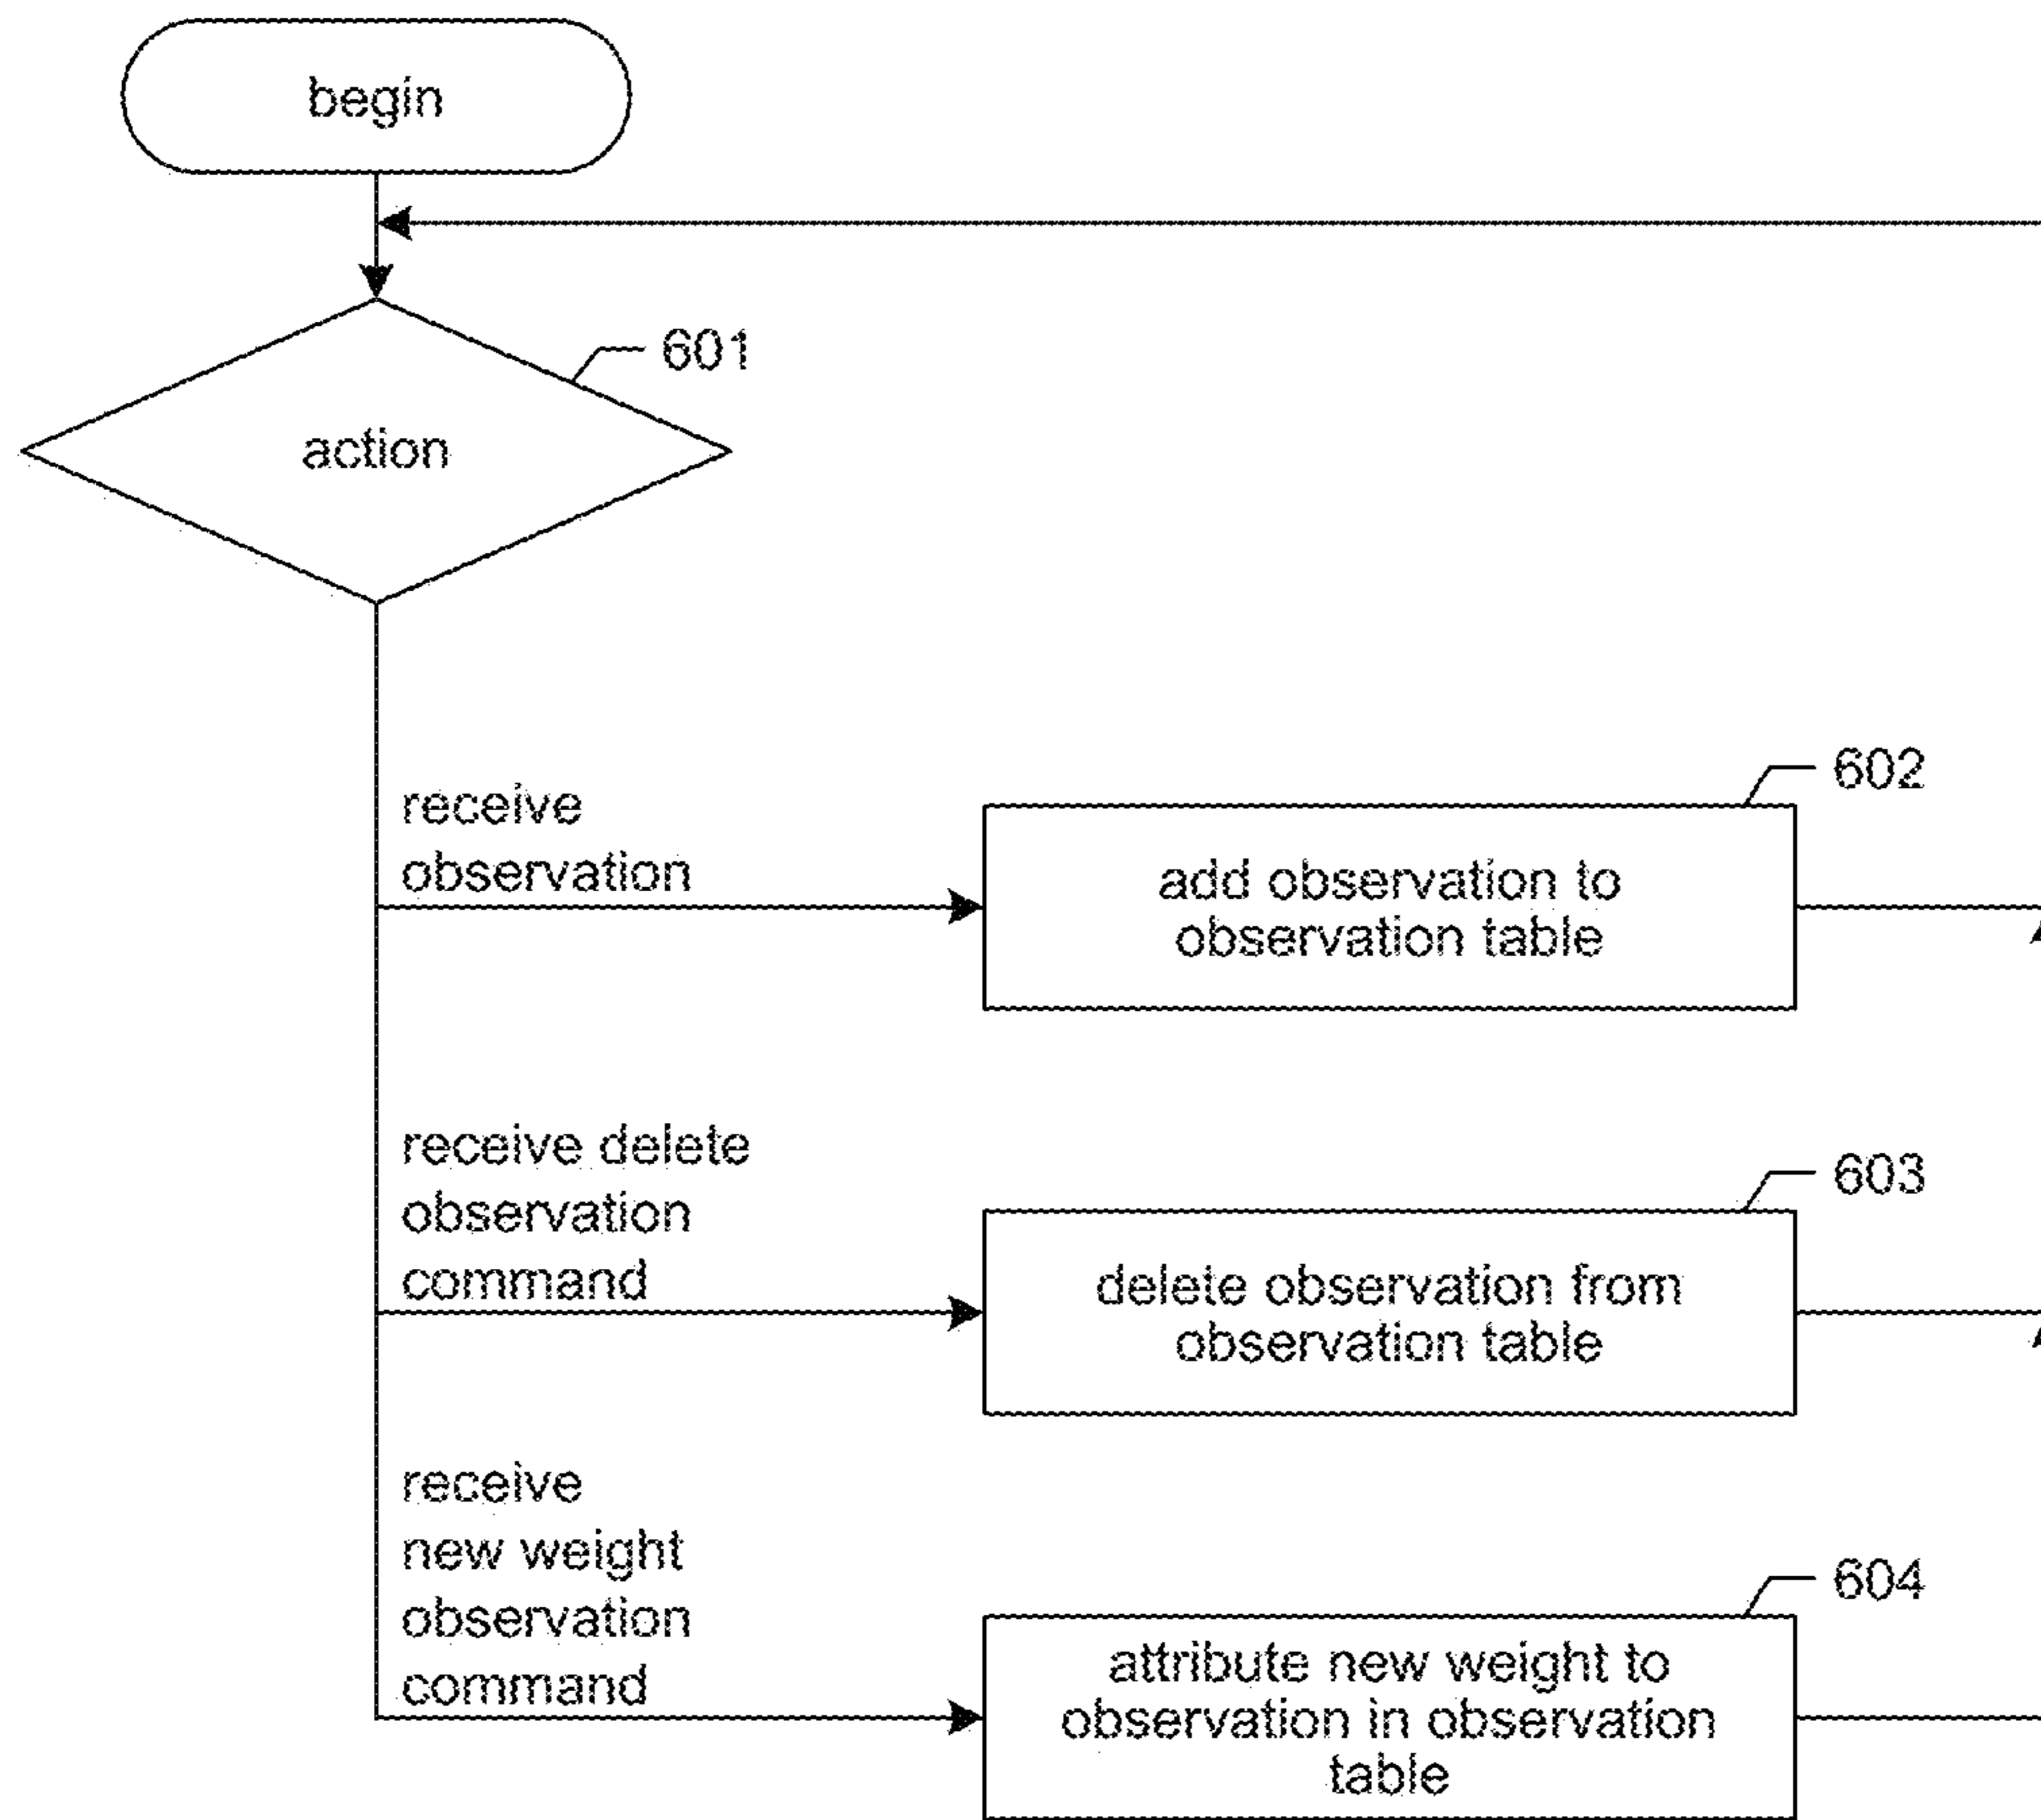 begin
601
action
receive
observation
602
add observation to
observation table
receive delete
observation
command
603
delete observation from
observation table
receive
new weight
observation
command
604
attribute new weight to
observation in observation
table